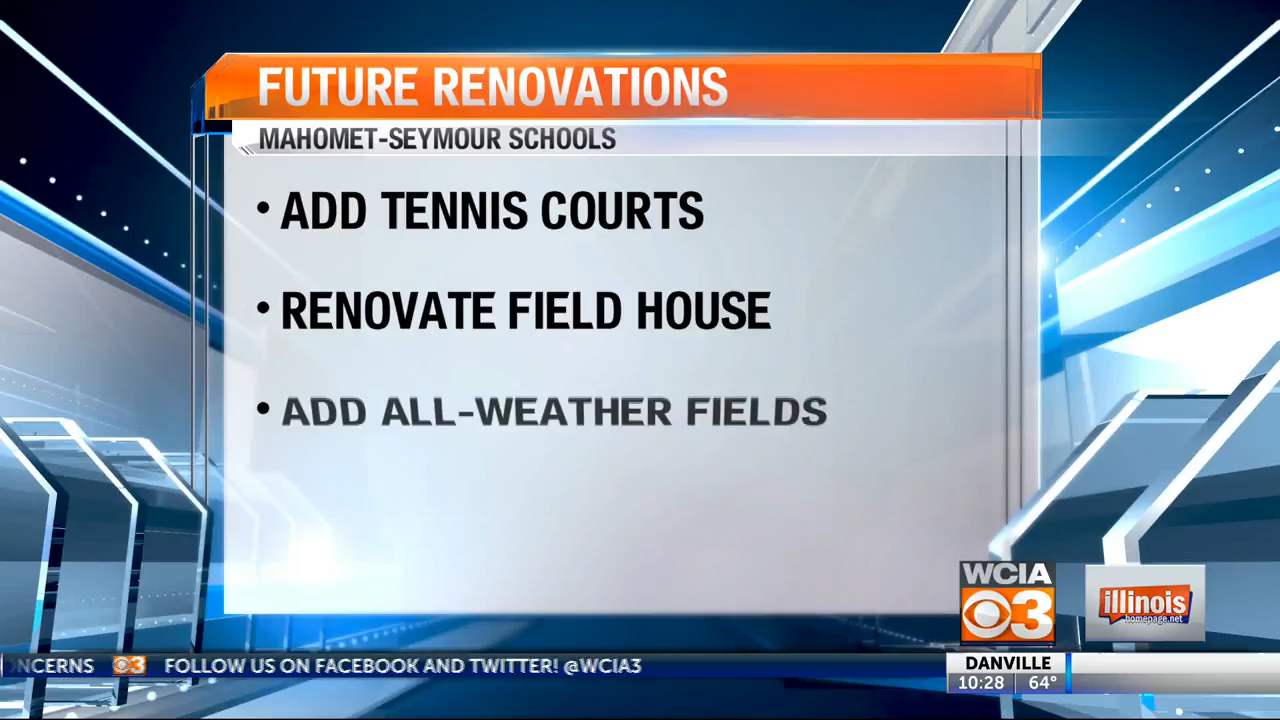 FUTURE RENOVATIONS
MAHOMET-SEYMOUR SCHOOLS
• ADD TENNIS COURTS
• RENOVATE FIELD HOUSE
• ADD ALL-WEATHER FIELDS
WCIA
3
illinois
homepage.net
NCERNS 3 FOLLOW US ON FACEBOOK AND TWITTER! @WCIA3
DANVILLE
10:28 64°